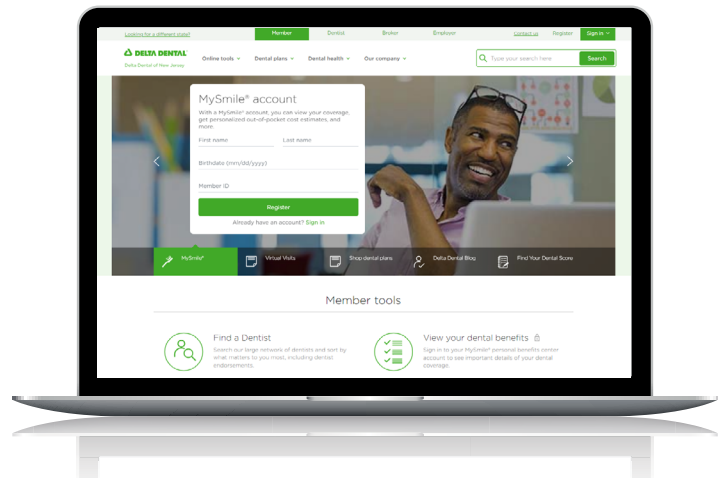 Looking for a different state?
Member
Dentist
Broker
Employer
Contact us
Register
Sign in
DELTA DENTAL®
Delta Dental of New Jersey
Online tools
Dental plans
Dental health
Our company
Type your search here
Search
MySmile® account
With a MySmile® account, you can view your coverage,
get personalized out-of-pocket cost estimates, and
more.
First name
Last name
Birthdate (mm/dd/yyyy)
Member ID
Register
Already have an account? Sign in
MySmile®
Virtual Visits
Shop dental plans
Delta Dental Blog
Find Your Dental Score
Member tools
Find a Dentist
Search our large network of dentists and sort by
what matters to you most, including dentist
endorsements.
View your dental benefits
Sign in to your MySmile® personal benefits center
account to see important details of your dental
coverage.